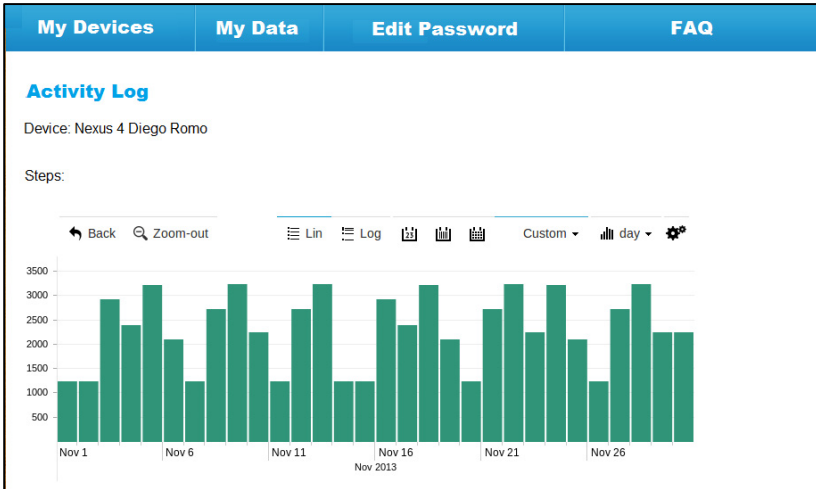 My Devices My Data Edit Password FAQ
Activity Log
Device: Nexus 4 Diego Romo
Steps:
Back Zoom-out Lin Log 23 Custom day
3500
3000
2500
2000
1500
1000
500
Nov 1 Nov 6 Nov 11 Nov 16 Nov 21 Nov 26
Nov 2013